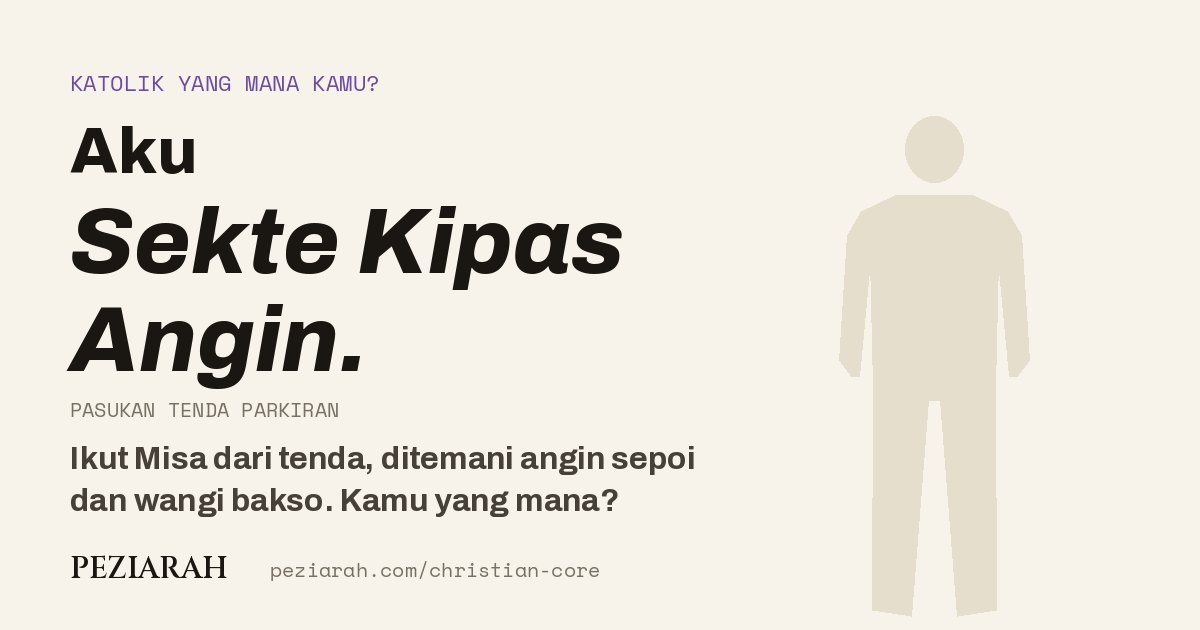 KATOLIK YANG MANA KAMU?
Aku
Sekte Kipas
Angin.
PASUKAN TENDA PARKIRAN
Ikut Misa dari tenda, ditemani angin sepoi
dan wangi bakso. Kamu yang mana?
PEZIARAH peziarah.com/christian-core